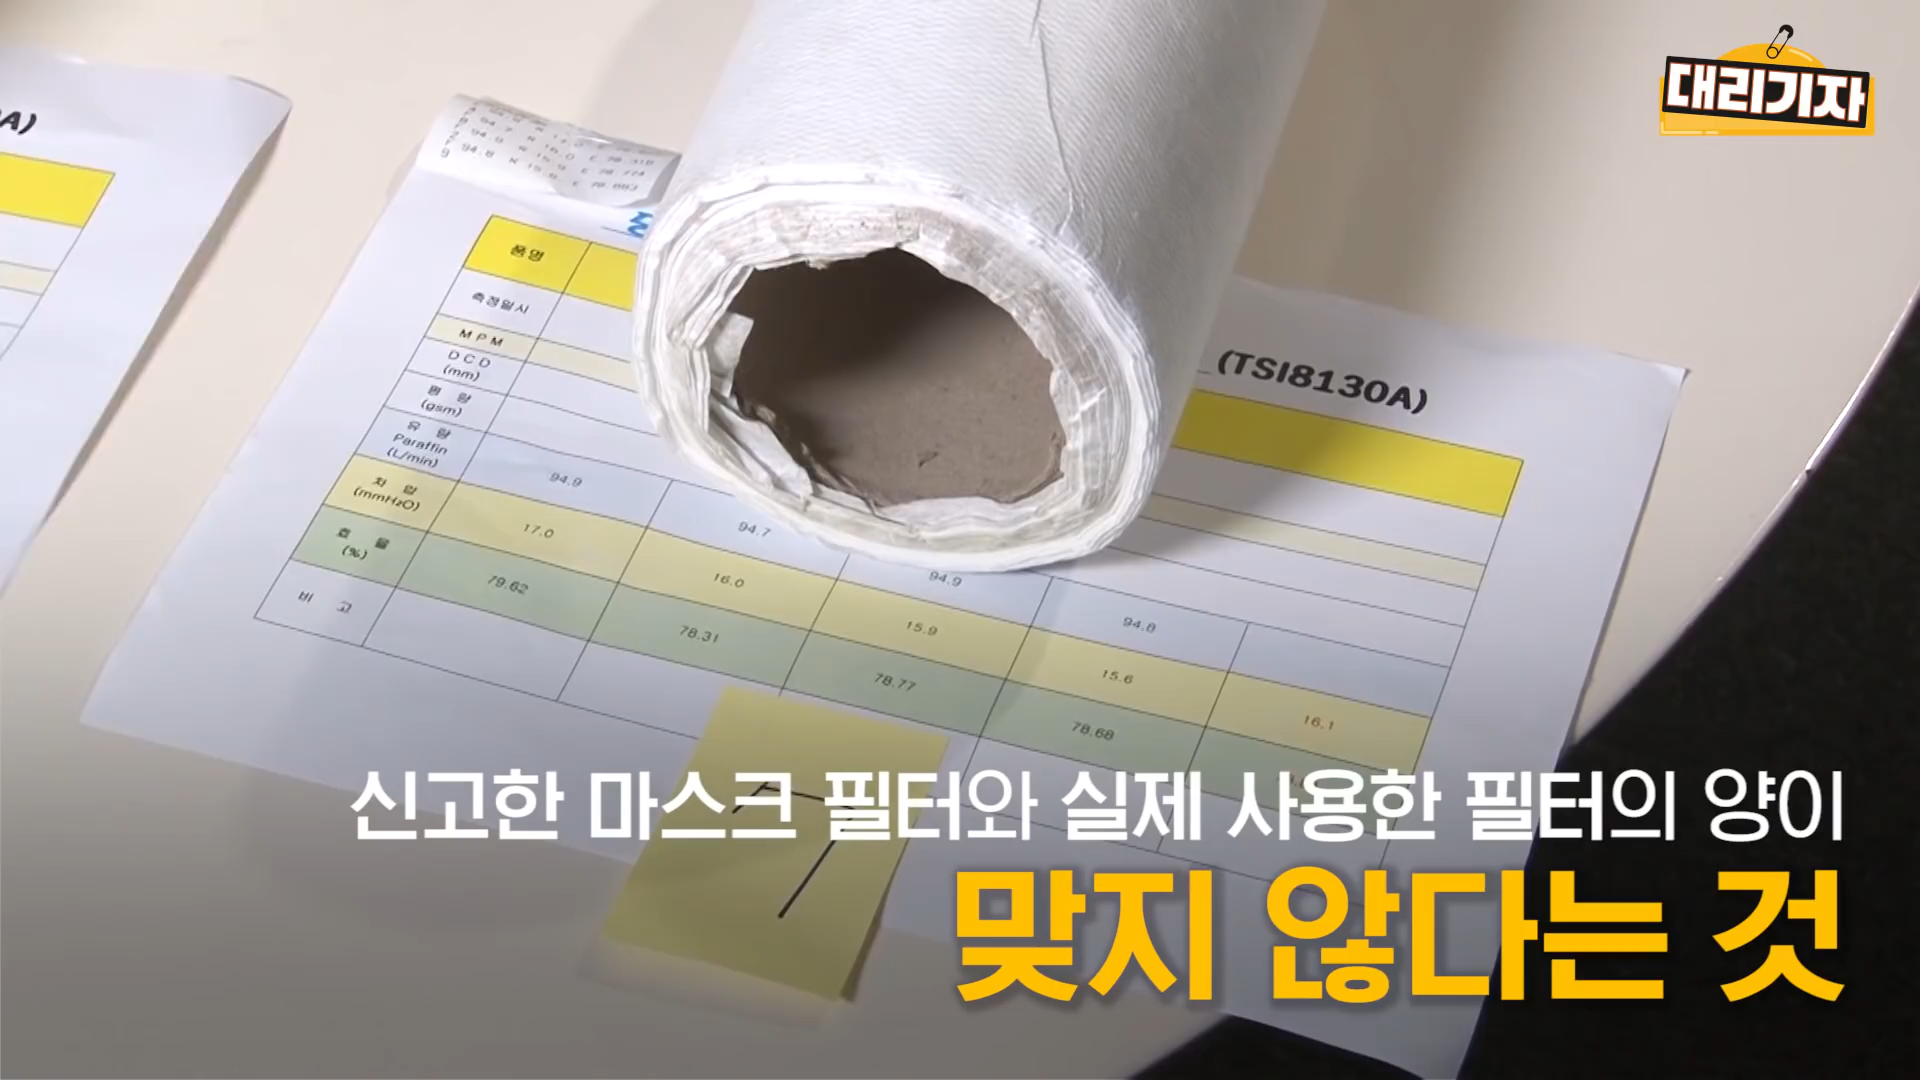 대리기자
A)
(TSI8130A)
품명
측정일시
M P M
D C D
(mm)
평 량
(gsm)
유 량
Paraffin
(L/min)
94.9
94.7
94.9
94.8
차 압
(mmH₂O)
17.0
16.0
15.9
15.6
16.1
효 율
(%)
79.62
78.31
78.77
78.68
비 고
7
신고한 마스크 필터와 실제 사용한 필터의 양이
맞지 않다는 것